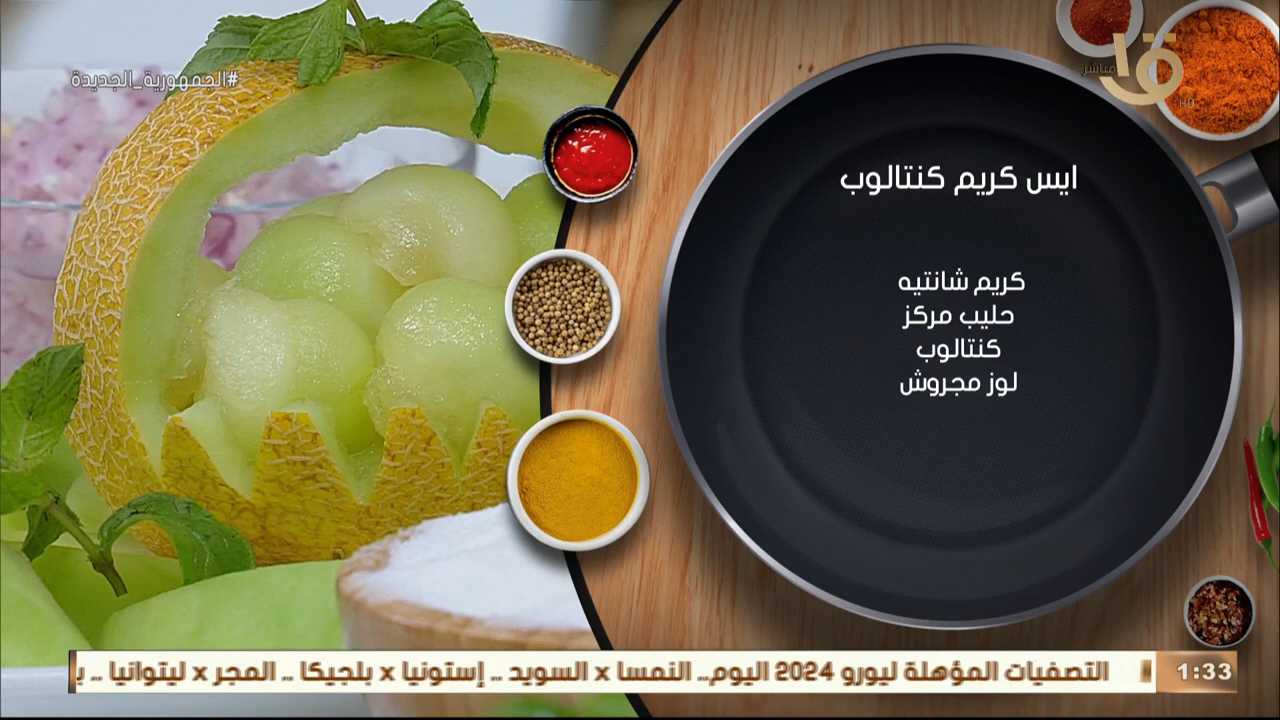 #الجمهورية_الجديدة
مباشر
HD
ايس كريم كنتالوب
كريم شانتيه
حليب مركز
كنتالوب
لوز مجروش
التصفيات المؤهلة ليورو 2024 اليوم.. النمسا x السويد .. إستونيا x بلجيكا .. المجر x ليتوانيا ..
1:33